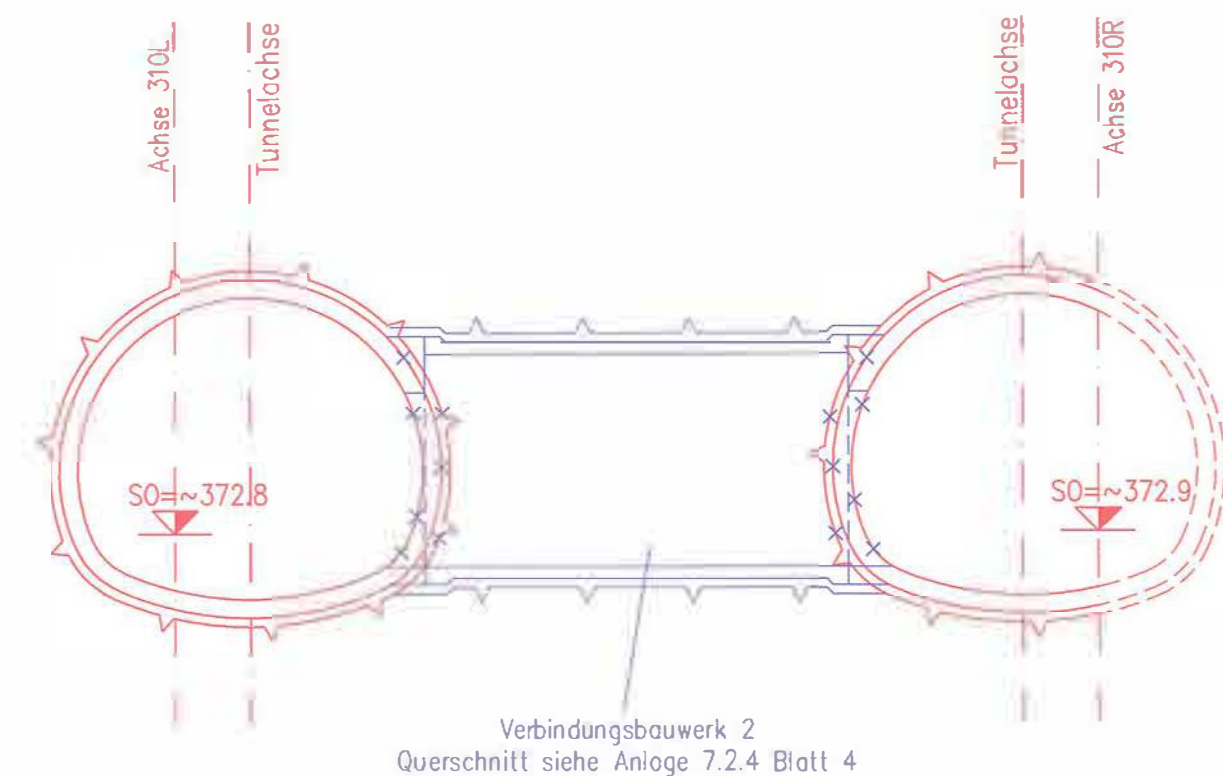 Achse 310L
Tunnelachse
Tunnelachse
Achse 310R
SO=~372.8
SO=~372.9
Verbindungsbauwerk 2
Querschnitt siehe Anlage 7.2.4 Blatt 4